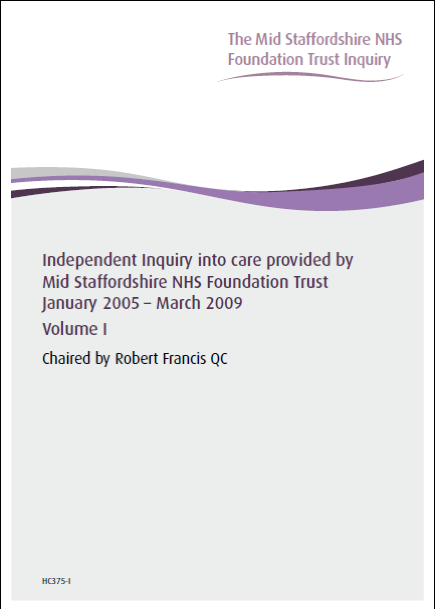 The Mid Staffordshire NHS
Foundation Trust Inquiry
Independent Inquiry into care provided by
Mid Staffordshire NHS Foundation Trust
January 2005 – March 2009
Volume I
Chaired by Robert Francis QC
HC375-I